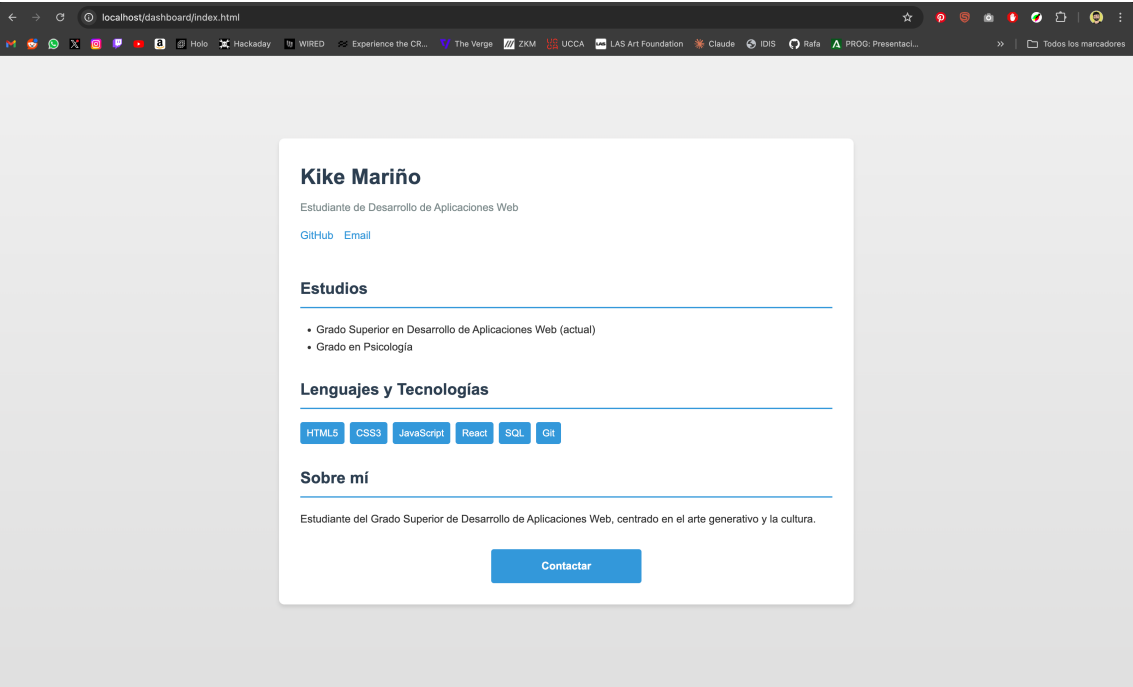 localhost/dashboard/index.html
Holo Hackaday WIRED Experience the CR... The Verge ZKM UCCA LAS Art Foundation Claude IDIS Rafa PROG: Presentaci... » Todos los marcadores
Kike Mariño
Estudiante de Desarrollo de Aplicaciones Web
GitHub Email
Estudios
• Grado Superior en Desarrollo de Aplicaciones Web (actual)
• Grado en Psicología
Lenguajes y Tecnologías
HTML5 CSS3 JavaScript React SQL Git
Sobre mí
Estudiante del Grado Superior de Desarrollo de Aplicaciones Web, centrado en el arte generativo y la cultura.
Contactar